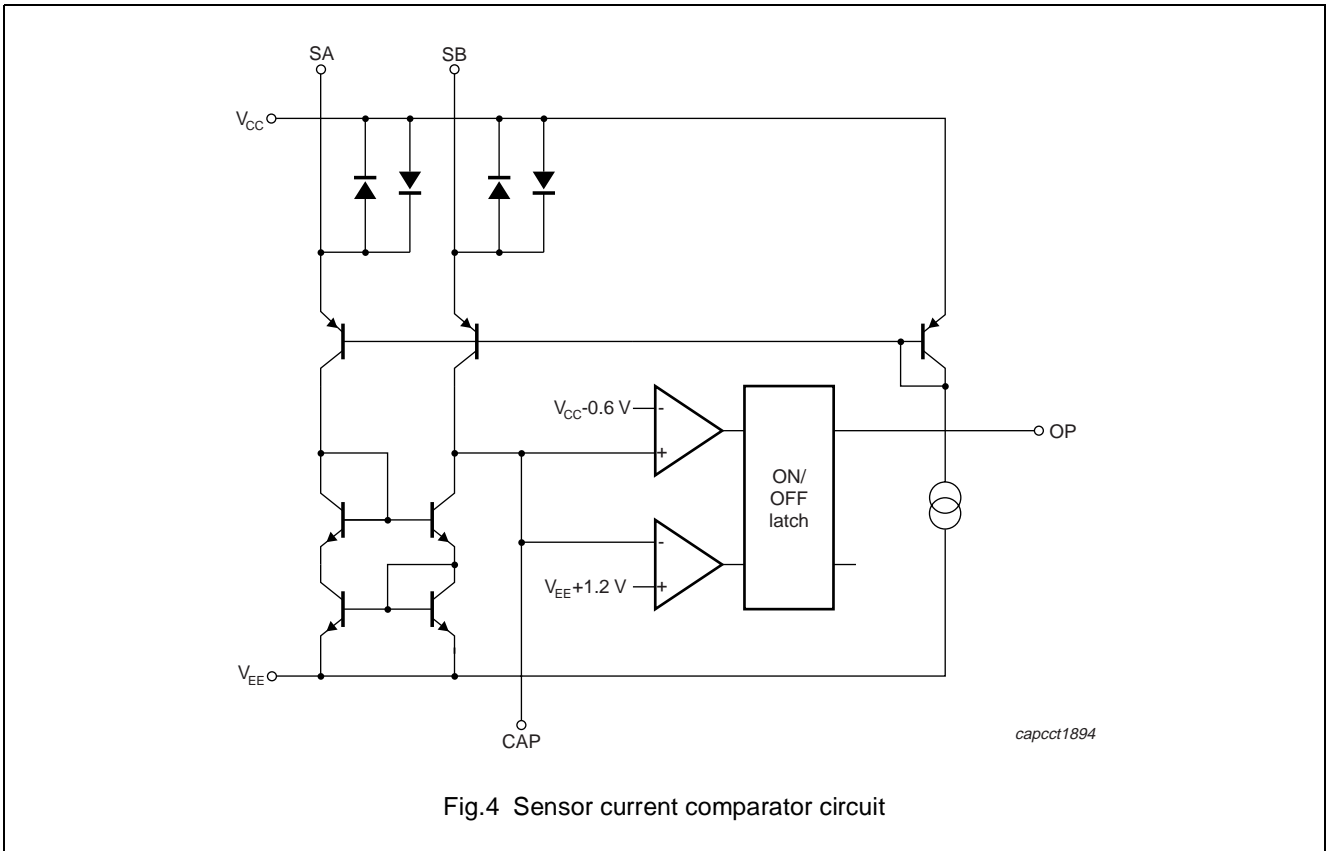 SA
SB
VCC
VCC-0.6 V
-
+
ON/
OFF
latch
OP
-
VEE+1.2 V
+
VEE
CAP
capcct1894
Fig.4 Sensor current comparator circuit